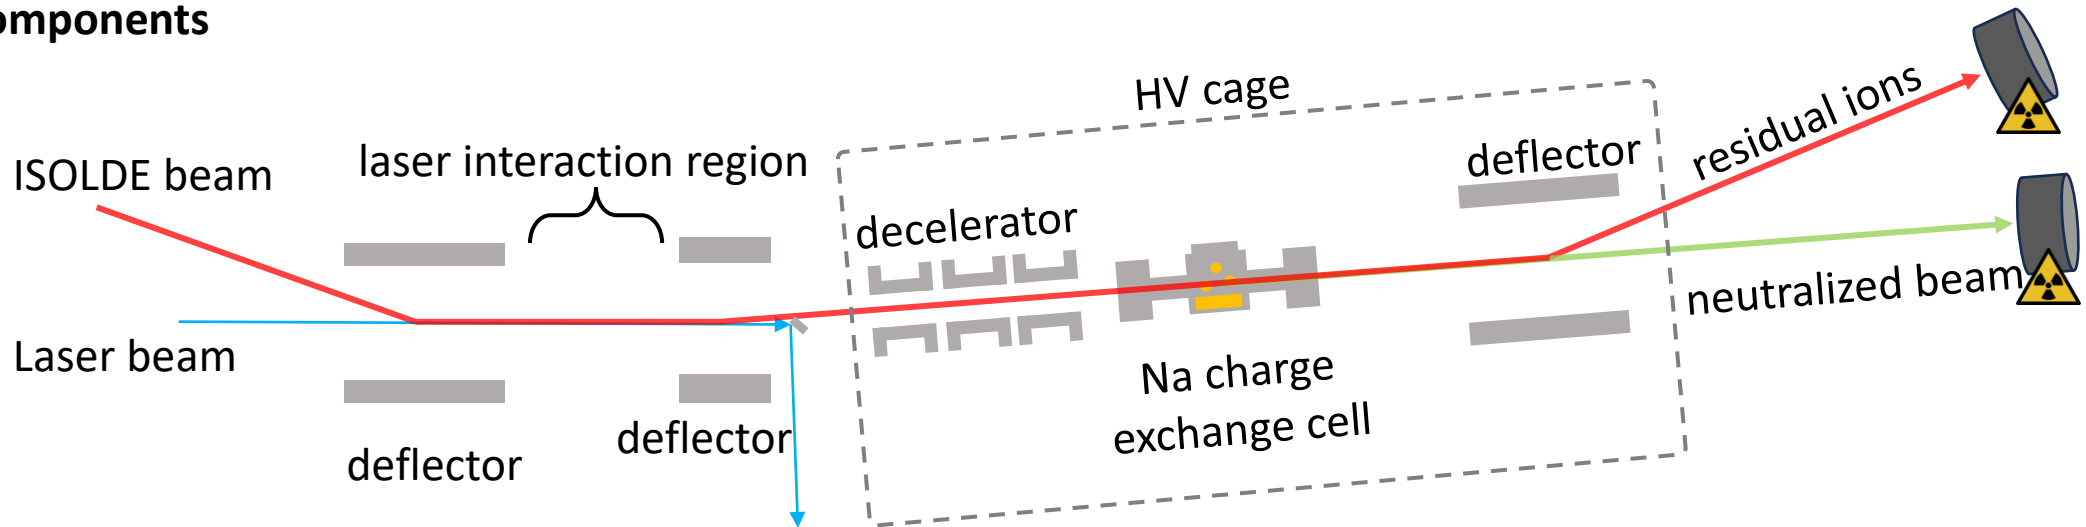 omponents
HV cage
ISOLDE beam
laser interaction region
decelerator
deflector
residual ions
neutralized beam
Laser beam
Na charge
exchange cell
deflector
deflector